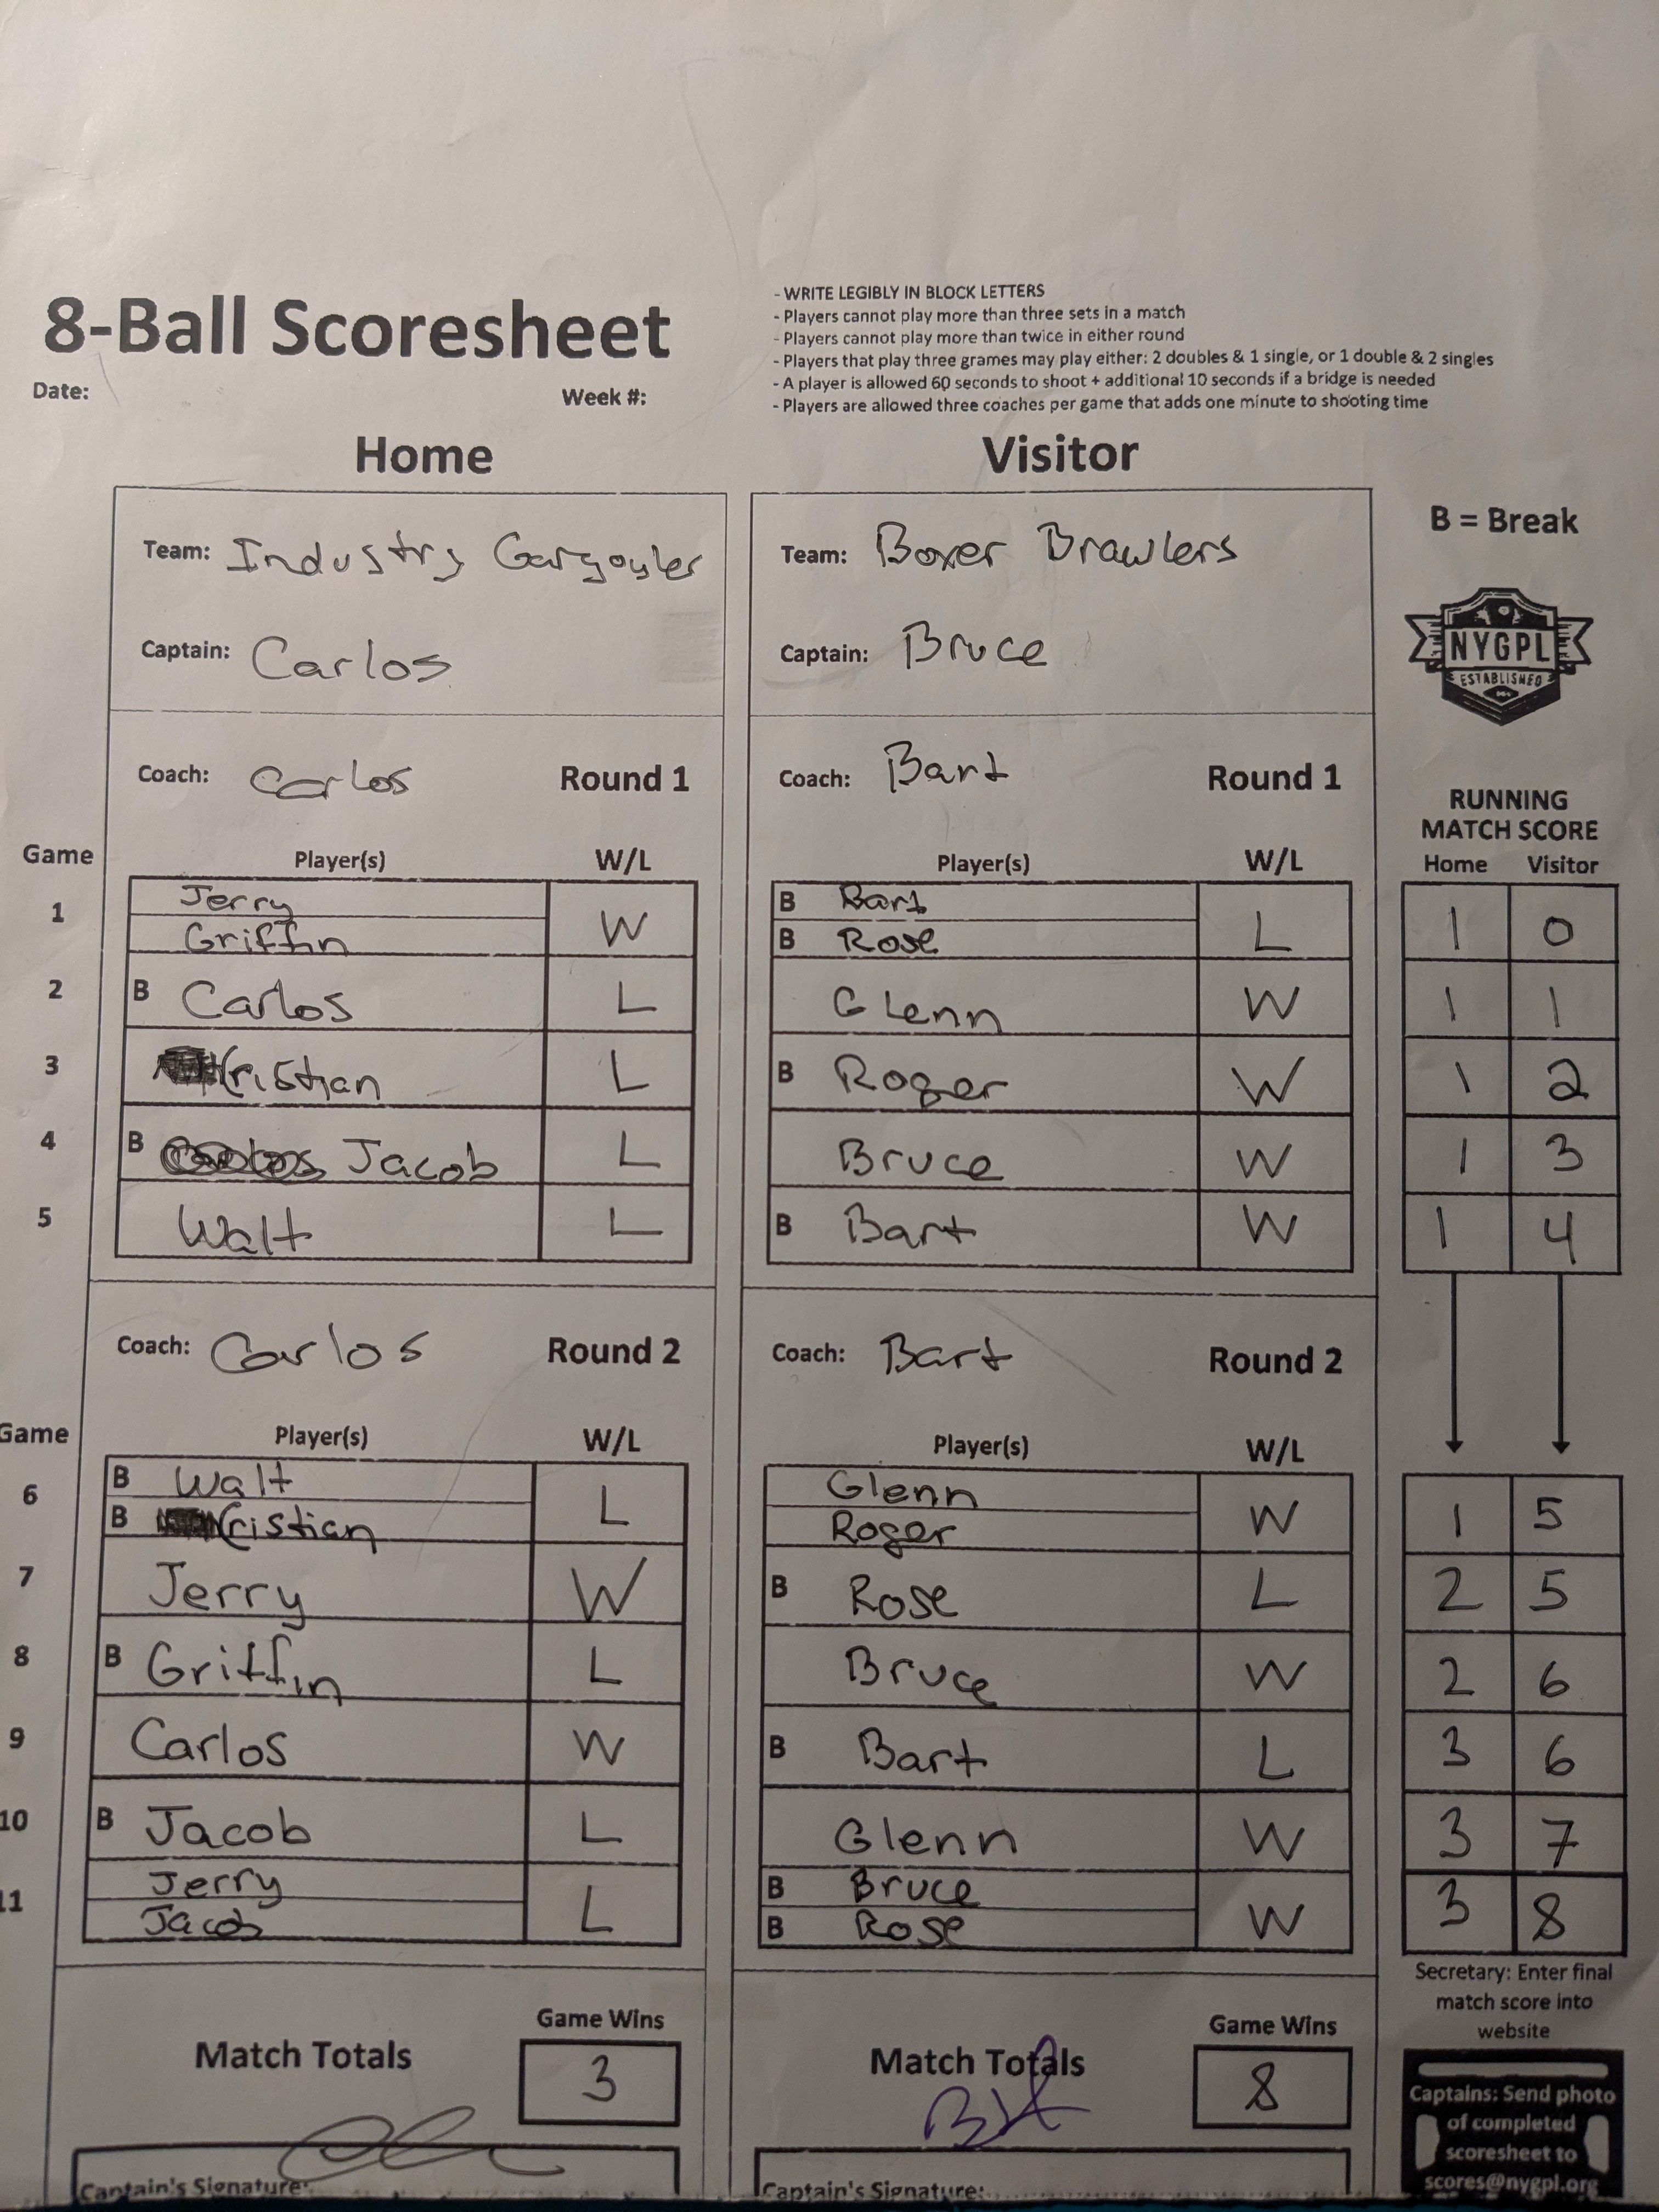 8-Ball Scoresheet
Date:
Week #:
- WRITE LEGIBLY IN BLOCK LETTERS
- Players cannot play more than three sets in a match
- Players cannot play more than twice in either round
- Players that play three grames may play either: 2 doubles & 1 single, or 1 double & 2 singles
- A player is allowed 60 seconds to shoot + additional 10 seconds if a bridge is needed
- Players are allowed three coaches per game that adds one minute to shooting time
Home
Visitor
B = Break
Team: Industry Gargoyles
Team: Boxer Brawlers
Captain: Carlos
Captain: Bruce
NYGPL
ESTABLISHED
Coach: Carlos Round 1
Coach: Bart Round 1
RUNNING
MATCH SCORE
Game Player(s) W/L Player(s) W/L Home Visitor
1 Jerry W B Bart L 1 0
Griffin B Rose
2 B Carlos L Glenn W 1 1
3 Cristian L B Roger W 1 2
4 B Jacob L Bruce W 1 3
5 Walt L B Bart W 1 4
Coach: Carlos Round 2
Coach: Bart Round 2
Game Player(s) W/L Player(s) W/L
6 B Walt L Glenn W 1 5
B Cristian Roger
7 Jerry W B Rose L 2 5
8 B Griffin L Bruce W 2 6
9 Carlos W B Bart L 3 6
10 B Jacob L Glenn W 3 7
11 Jerry L B Bruce W 3 8
Jacob B Rose
Match Totals Game Wins 3
Match Totals Game Wins 8
Secretary: Enter final
match score into
website
Captain's Signature:
Captain's Signature:
Captains: Send photo
of completed
scoresheet to
scores@nygpl.org